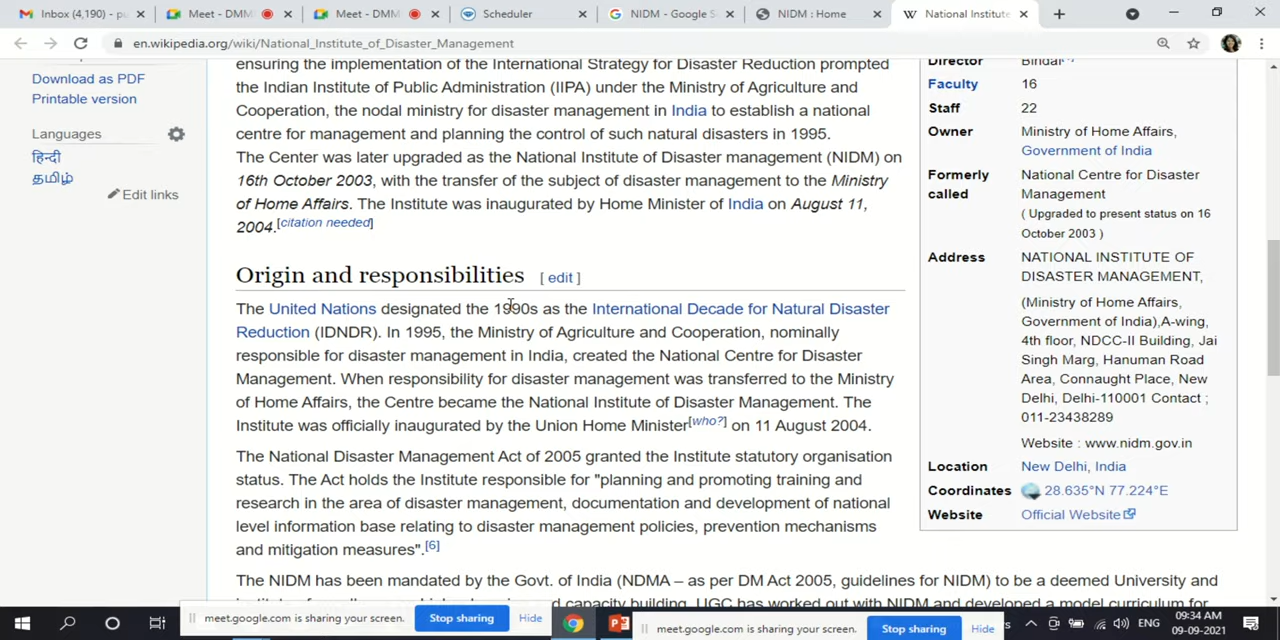 Inbox (4,190) - pu
Meet - DMM
Meet - DMM
Scheduler
NIDM - Google S
NIDM : Home
National Institute
en.wikipedia.org/wiki/National_Institute_of_Disaster_Management
Download as PDF
Printable version
Languages
हिन्दी
தமிழ்
Edit links
ensuring the implementation of the International Strategy for Disaster Reduction prompted
the Indian Institute of Public Administration (IIPA) under the Ministry of Agriculture and
Cooperation, the nodal ministry for disaster management in India to establish a national
centre for management and planning the control of such natural disasters in 1995.
The Center was later upgraded as the National Institute of Disaster management (NIDM) on
16th October 2003, with the transfer of the subject of disaster management to the Ministry
of Home Affairs. The Institute was inaugurated by Home Minister of India on August 11,
2004.[citation needed]
Origin and responsibilities [ edit ]
The United Nations designated the 1990s as the International Decade for Natural Disaster
Reduction (IDNDR). In 1995, the Ministry of Agriculture and Cooperation, nominally
responsible for disaster management in India, created the National Centre for Disaster
Management. When responsibility for disaster management was transferred to the Ministry
of Home Affairs, the Centre became the National Institute of Disaster Management. The
Institute was officially inaugurated by the Union Home Minister[who?] on 11 August 2004.
The National Disaster Management Act of 2005 granted the Institute statutory organisation
status. The Act holds the Institute responsible for "planning and promoting training and
research in the area of disaster management, documentation and development of national
level information base relating to disaster management policies, prevention mechanisms
and mitigation measures".[6]
The NIDM has been mandated by the Govt. of India (NDMA – as per DM Act 2005, guidelines for NIDM) to be a deemed University and
capacity building. UGC has worked out with NIDM and developed a model curriculum for
Director Bindal
Faculty 16
Staff 22
Owner Ministry of Home Affairs,
Government of India
Formerly called National Centre for Disaster
Management
( Upgraded to present status on 16
October 2003 )
Address NATIONAL INSTITUTE OF
DISASTER MANAGEMENT,
(Ministry of Home Affairs,
Government of India),A-wing,
4th floor, NDCC-II Building, Jai
Singh Marg, Hanuman Road
Area, Connaught Place, New
Delhi, Delhi-110001 Contact ;
011-23438289
Website : www.nidm.gov.in
Location New Delhi, India
Coordinates 28.635°N 77.224°E
Website Official Website
meet.google.com is sharing your screen. Stop sharing Hide
meet.google.com is sharing your screen. Stop sharing Hide
ENG
09:34 AM
09-09-2021